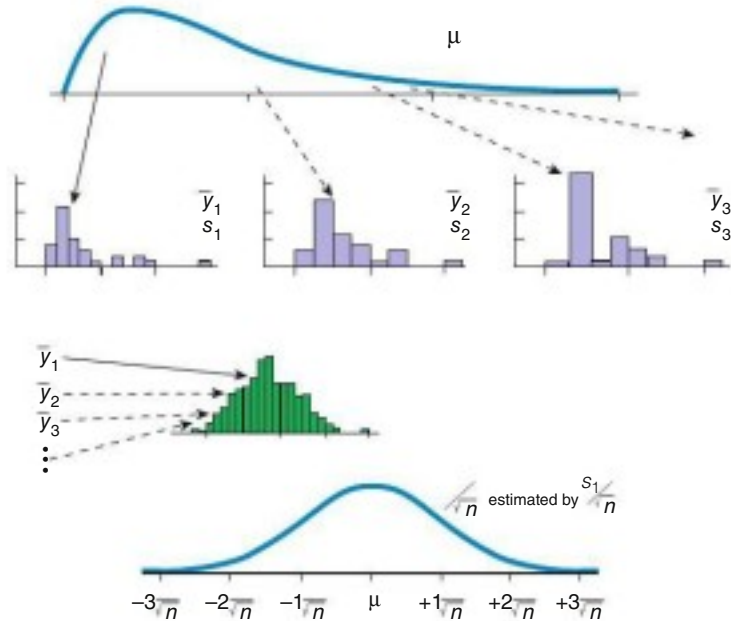 μ
y̅₁
s₁
y̅₂
s₂
y̅₃
s₃
y̅₁
y̅₂
y̅₃
⋮
/√n estimated by s₁/√n
−3√n −2√n −1√n μ +1√n +2√n +3√n